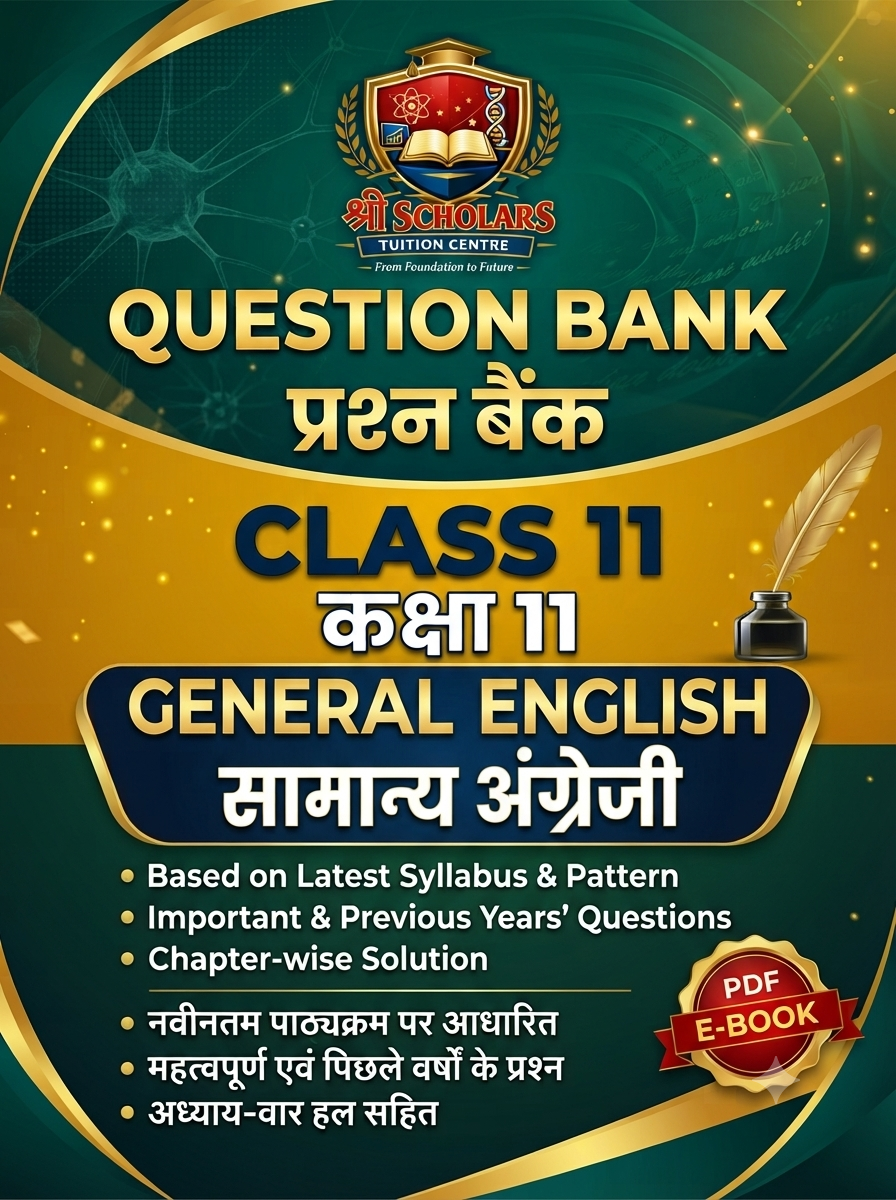 श्री SCHOLARS
TUITION CENTRE
From Foundation to Future
QUESTION BANK
प्रश्न बैंक
CLASS 11
कक्षा 11
GENERAL ENGLISH
सामान्य अंग्रेजी
• Based on Latest Syllabus & Pattern
• Important & Previous Years' Questions
• Chapter-wise Solution
• नवीनतम पाठ्यक्रम पर आधारित
• महत्वपूर्ण एवं पिछले वर्षों के प्रश्न
• अध्याय-वार हल सहित
PDF
E-BOOK